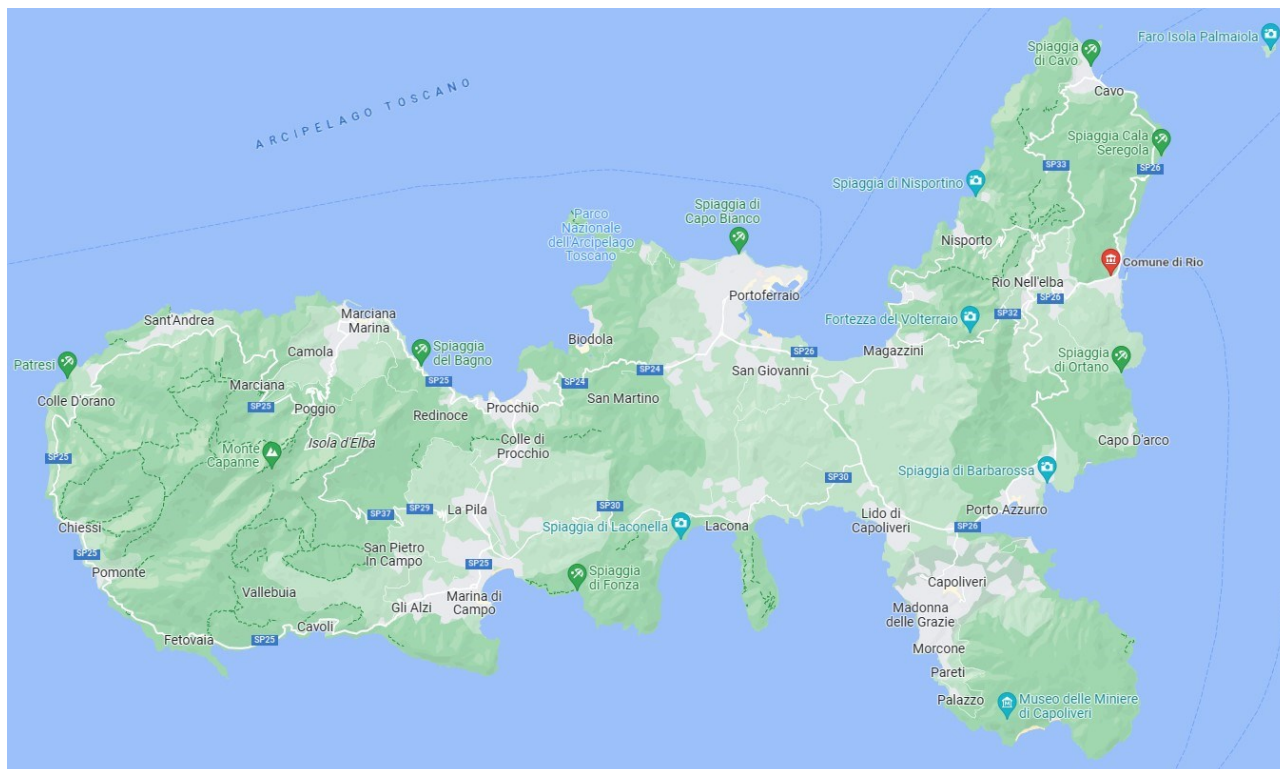 Faro Isola Palmaiola
Spiaggia
di Cavo
Cavo
ARCIPELAGO TOSCANO
Spiaggia Cala
Seregola
SP33
SP26
Spiaggia di Nisportino
Spiaggia di
Capo Bianco
Parco
Nazionale
dell'Arcipelago
Toscano
Nisporto
Comune di Rio
Rio Nell'elba
SP26
Portoferraio
SP32
Fortezza del Volterraio
Sant'Andrea
Marciana
Marina
Biodola
Camola
Spiaggia
del Bagno
SP26
Magazzini
Spiaggia
di Ortano
Patresi
SP24
San Giovanni
Marciana
SP25
SP24
Colle D'orano
SP25
Poggio
Redinoce
Procchio
San Martino
Isola d'Elba
Colle di
Procchio
Capo D'arco
Monte
Capanne
SP25
Spiaggia di Barbarossa
SP30
SP37
SP29
La Pila
SP30
Porto Azzurro
Lido di
Capoliveri
SP26
Chiessi
Spiaggia di Laconella
Lacona
SP25
San Pietro
In Campo
SP25
Pomonte
Spiaggia
di Fonza
Capoliveri
Vallebuia
Gli Alzi
Marina di
Campo
Madonna
delle Grazie
Cavoli
Fetovaia
SP25
Morcone
Pareti
Palazzo
Museo delle Miniere
di Capoliveri